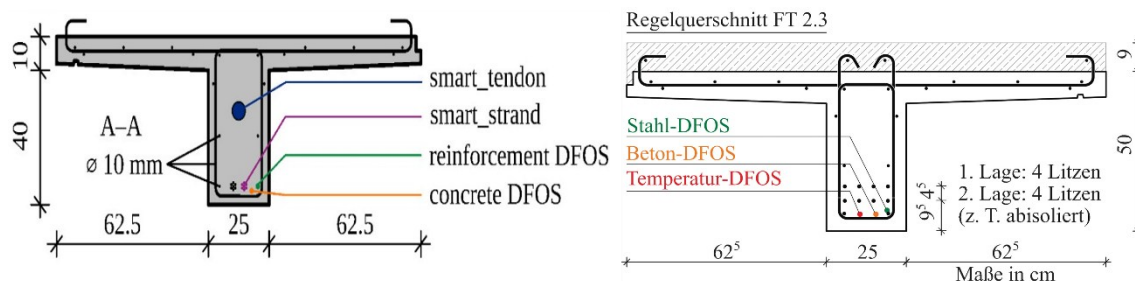 10
40
A–A
ø 10 mm
smart_tendon
smart_strand
reinforcement DFOS
concrete DFOS
62.5
25
62.5
Regelquerschnitt FT 2.3
9
50
Stahl-DFOS
Beton-DFOS
Temperatur-DFOS
1. Lage: 4 Litzen
2. Lage: 4 Litzen
(z. T. abisoliert)
9⁵ 4⁵
62⁵
25
62⁵
Maße in cm